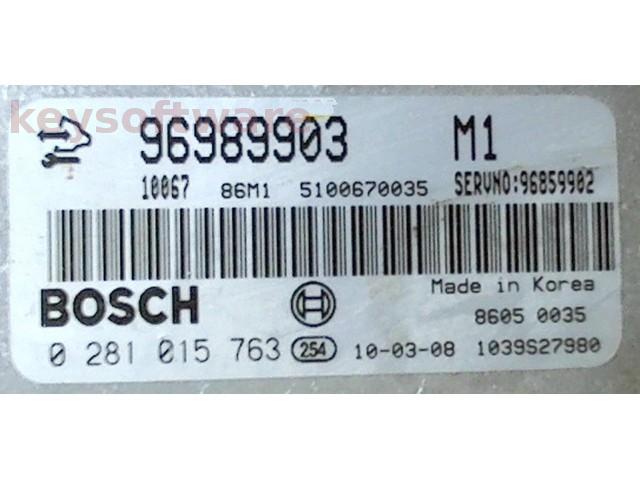 keysoftware
96989903 M1
10067 86M1 5100670035 SERVNO:96859902
Made in Korea
BOSCH
8605 0035
0 281 015 763 254 10-03-08 1039S27980